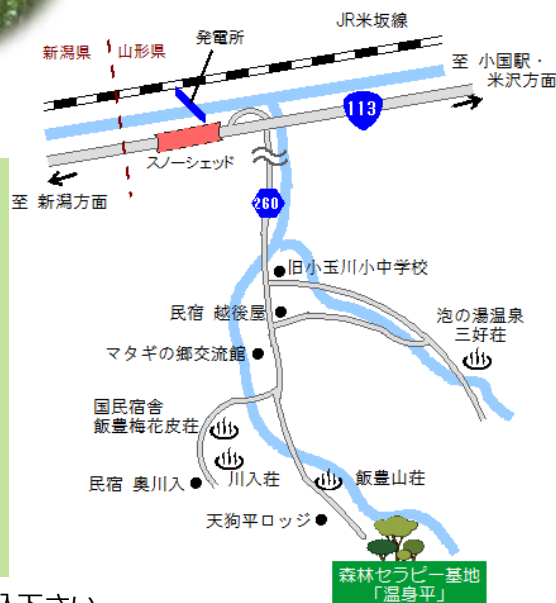 JR米坂線
発電所
新潟県
山形県
至 小国駅・
米沢方面
113
スノーシェッド
至 新潟方面
260
旧小玉川小中学校
民宿 越後屋
泡の湯温泉
三好荘
マタギの郷交流館
国民宿舎
飯豊梅花皮荘
川入荘
飯豊山荘
民宿 奥川入
天狗平ロッジ
森林セラピー基地
「温身平」
下さい